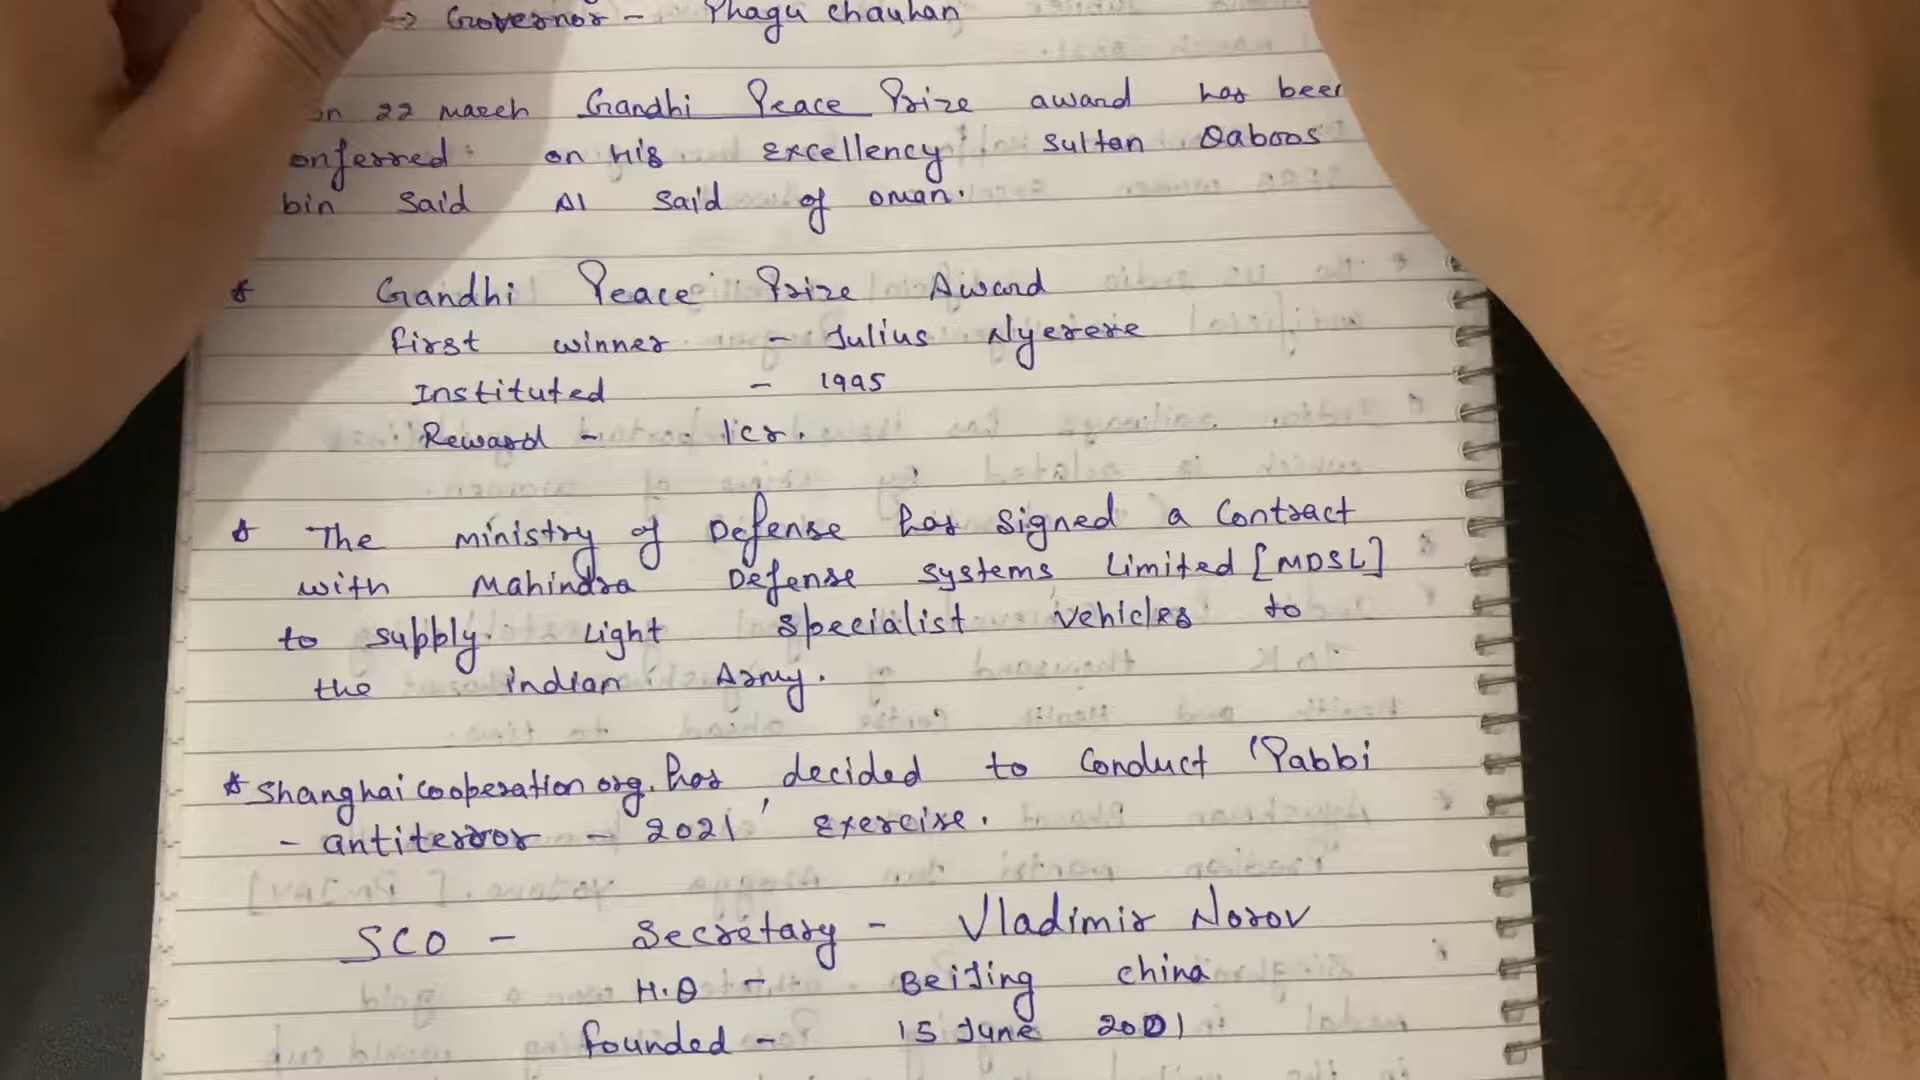 → Governor - Phagu chauhan
on 22 march Gandhi Peace Prize award has been
onferred on His excellency Sultan Qaboos
bin Said Al Said of oman.
* Gandhi Peace Prize Award
first winner - Julius Nyerere
Instituted - 1995
Reward - 1cr.
* The ministry of Defense has signed a Contract
with Mahindra Defense systems Limited [MDSL]
to supply Light specialist vehicles to
the indian Army.
* Shanghai cooperation org. has decided to Conduct 'Pabbi
- antiterror - 2021' exercise.
SCO - Secretary - Vladimir Norov
H.Q - Beijing china
founded - 15 June 2001